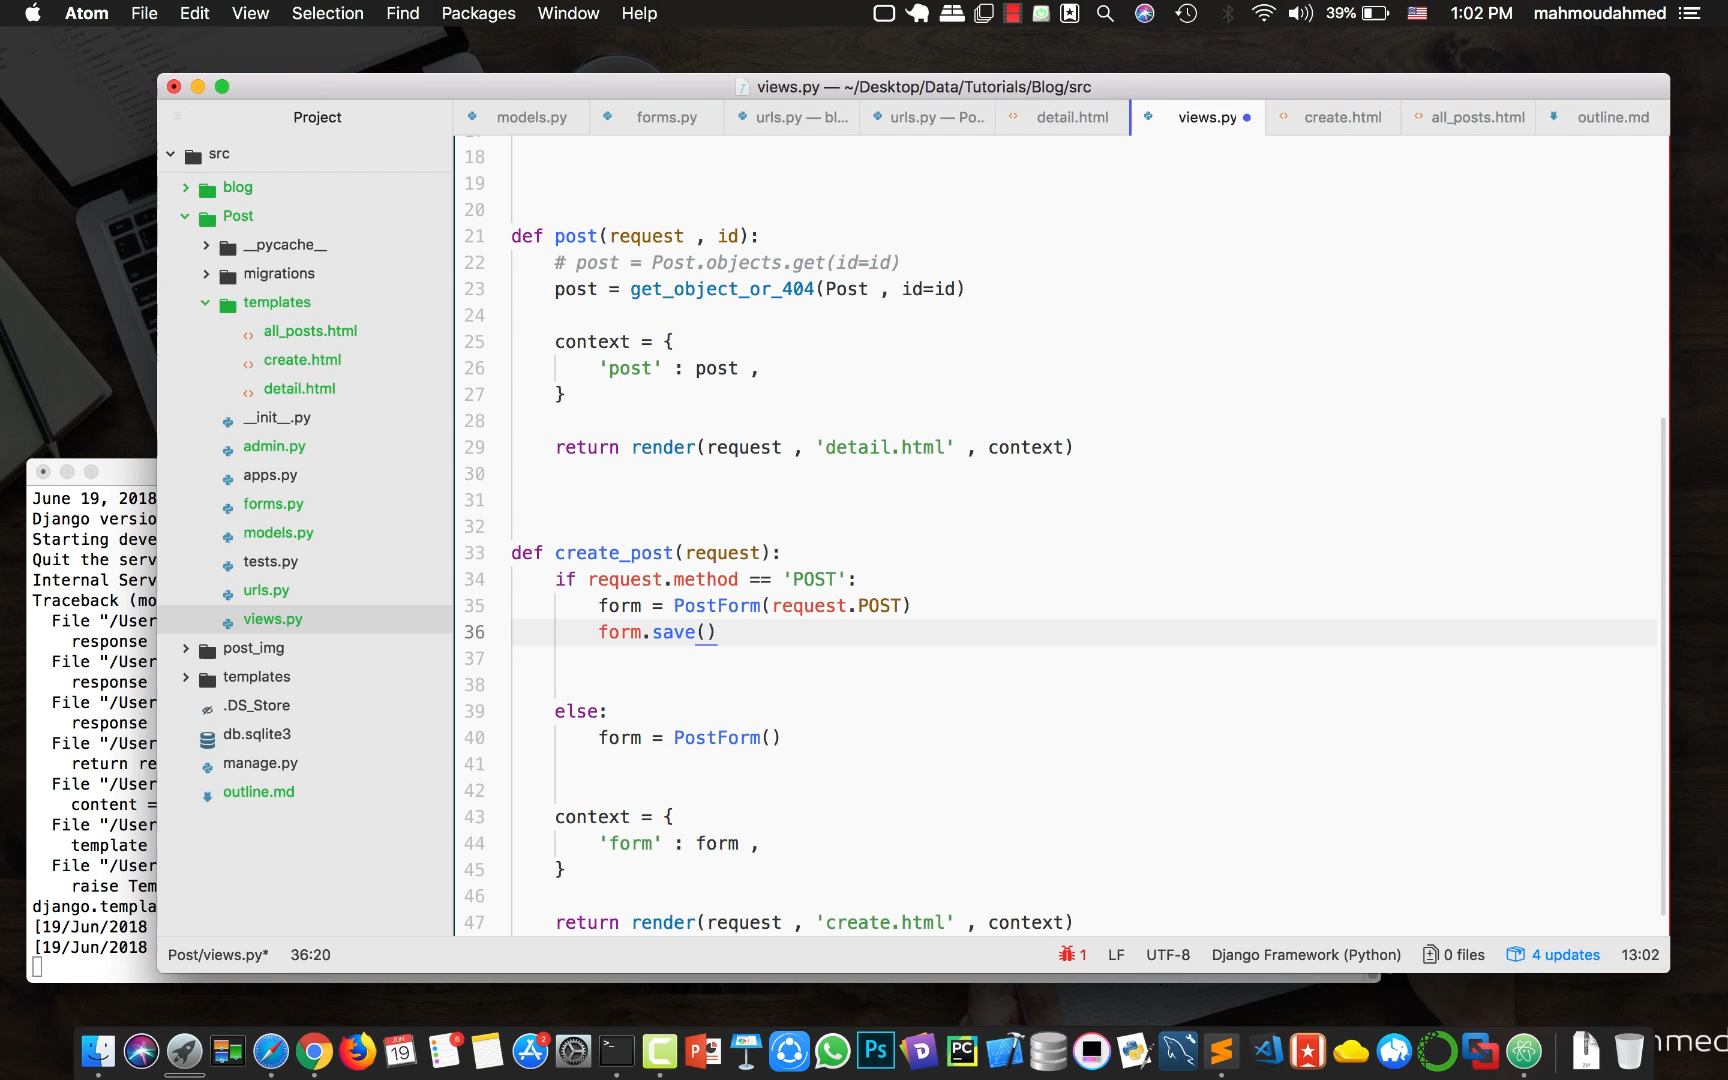 Atom File Edit View Selection Find Packages Window Help 39% 1:02 PM mahmoudahmed
views.py — ~/Desktop/Data/Tutorials/Blog/src
Project
models.py forms.py urls.py — bl... urls.py — Po.. detail.html views.py create.html all_posts.html outline.md
src
blog
Post
__pycache__
migrations
templates
all_posts.html
create.html
detail.html
__init__.py
admin.py
apps.py
forms.py
models.py
tests.py
urls.py
views.py
post_img
templates
.DS_Store
db.sqlite3
manage.py
outline.md
18
19
20
21 def post(request , id):
22 # post = Post.objects.get(id=id)
23 post = get_object_or_404(Post , id=id)
24
25 context = {
26 'post' : post ,
27 }
28
29 return render(request , 'detail.html' , context)
30
31
32
33 def create_post(request):
34 if request.method == 'POST':
35 form = PostForm(request.POST)
36 form.save()
37
38
39 else:
40 form = PostForm()
41
42
43 context = {
44 'form' : form ,
45 }
46
47 return render(request , 'create.html' , context)
Post/views.py* 36:20 1 LF UTF-8 Django Framework (Python) 0 files 4 updates 13:02
June 19, 2018
Django versio
Starting deve
Quit the serv
Internal Serv
Traceback (mo
File "/User
response
File "/User
response
File "/User
response
File "/User
return re
File "/User
content =
File "/User
template
File "/User
raise Tem
django.templa
[19/Jun/2018
[19/Jun/2018
JUN
19
6
2
Ps
D
PC
ZIP
hmed